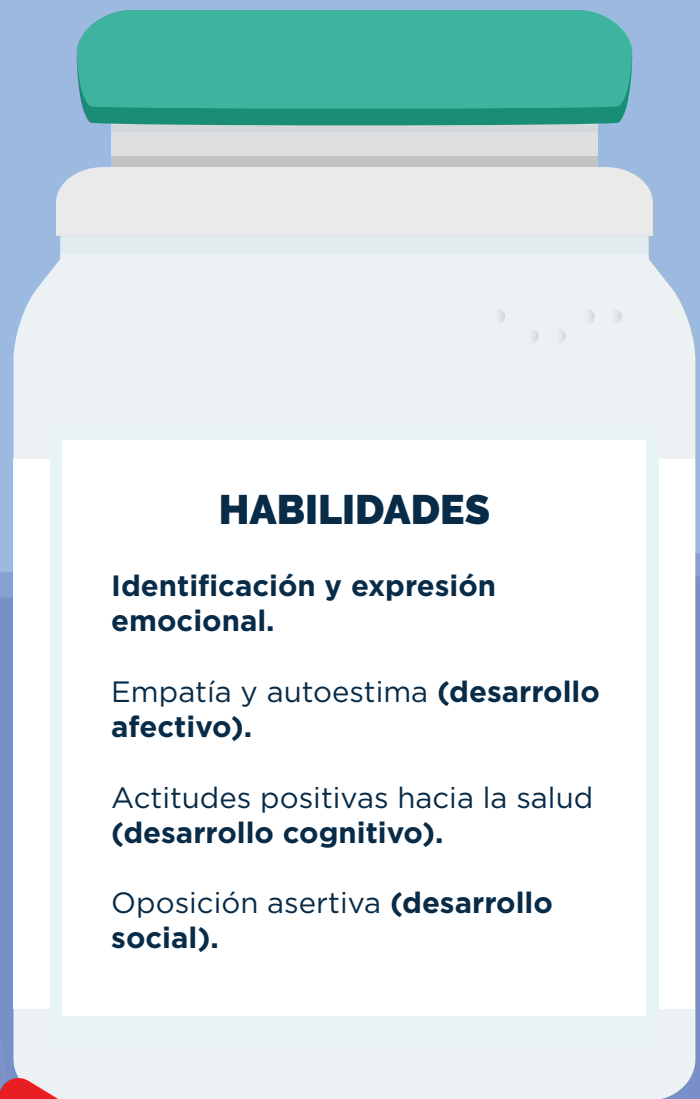 HABILIDADES
Identificación y expresión
emocional.
Empatía y autoestima (desarrollo
afectivo).
Actitudes positivas hacia la salud
(desarrollo cognitivo).
Oposición asertiva (desarrollo
social).